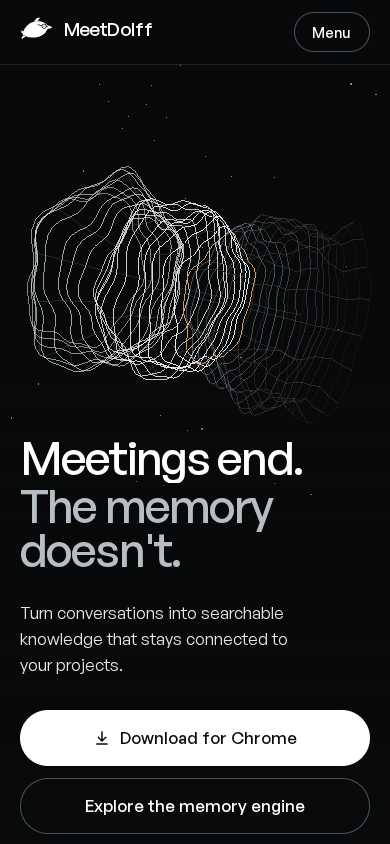 MeetDolff
Menu
Meetings end.
The memory
doesn't.
Turn conversations into searchable
knowledge that stays connected to
your projects.
Download for Chrome
Explore the memory engine